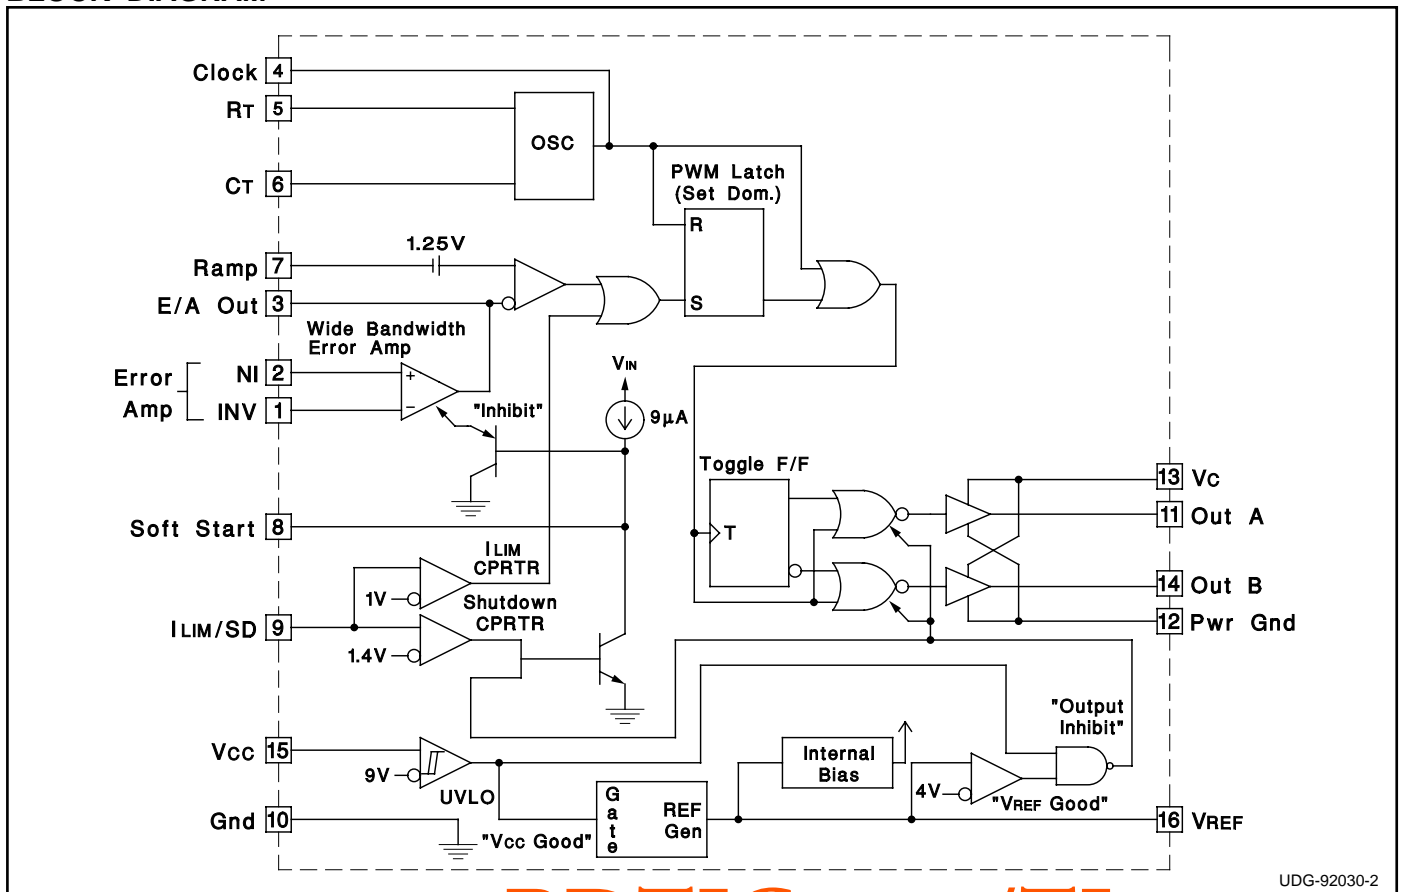 BLOCK DIAGRAM
Clock 4
RT 5
OSC
CT 6
PWM Latch
(Set Dom.)
R
S
1.25V
Ramp 7
E/A Out 3
Wide Bandwidth
Error Amp
Error
Amp
NI 2
INV 1
+
−
"Inhibit"
VIN
9µA
Toggle F/F
T
13 VC
11 Out A
14 Out B
12 Pwr Gnd
Soft Start 8
ILIM
CPRTR
1V
Shutdown
CPRTR
ILIM/SD 9
1.4V
"Output
Inhibit"
VCC 15
9V
UVLO
Internal
Bias
4V
"VREF Good"
Gnd 10
"VCC Good"
Gate
REF
Gen
16 VREF
UDG-92030-2